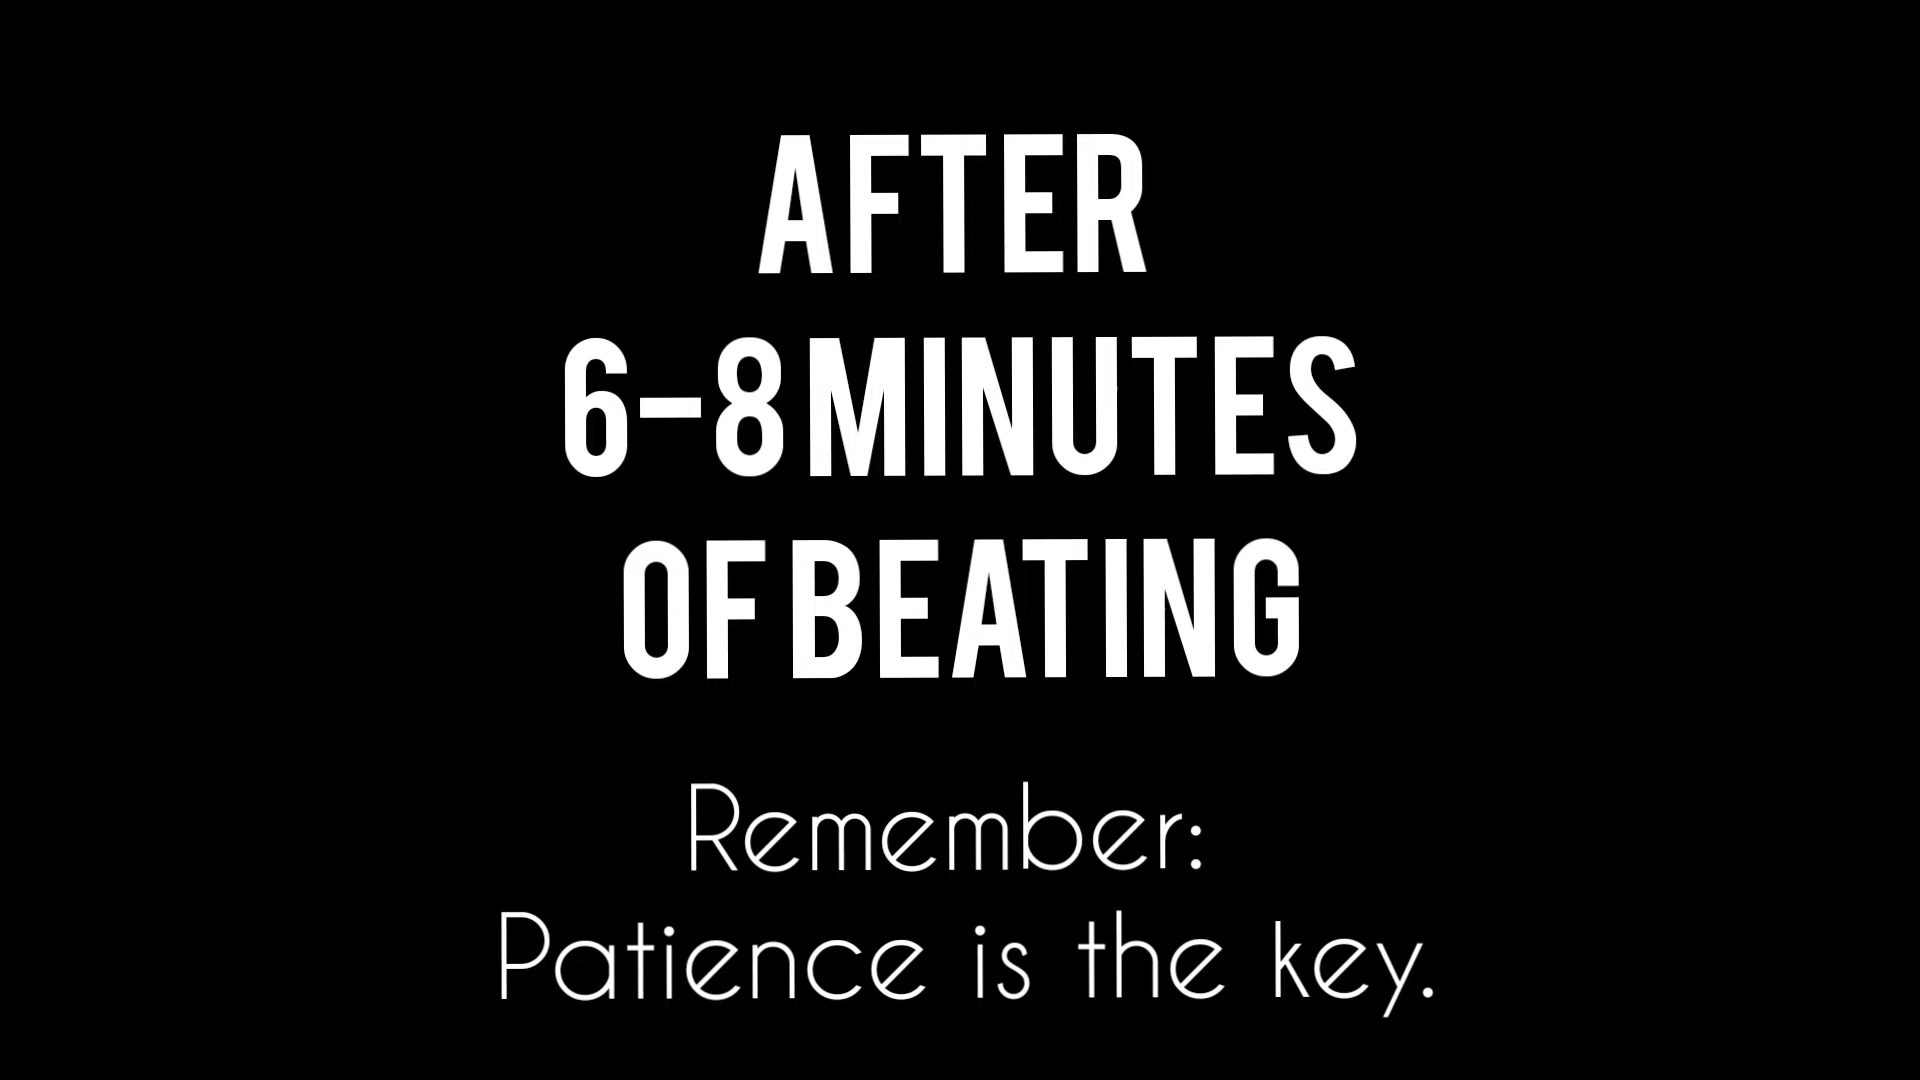 AFTER
6-8 MINUTES
OF BEATING
Remember:
Patience is the key.